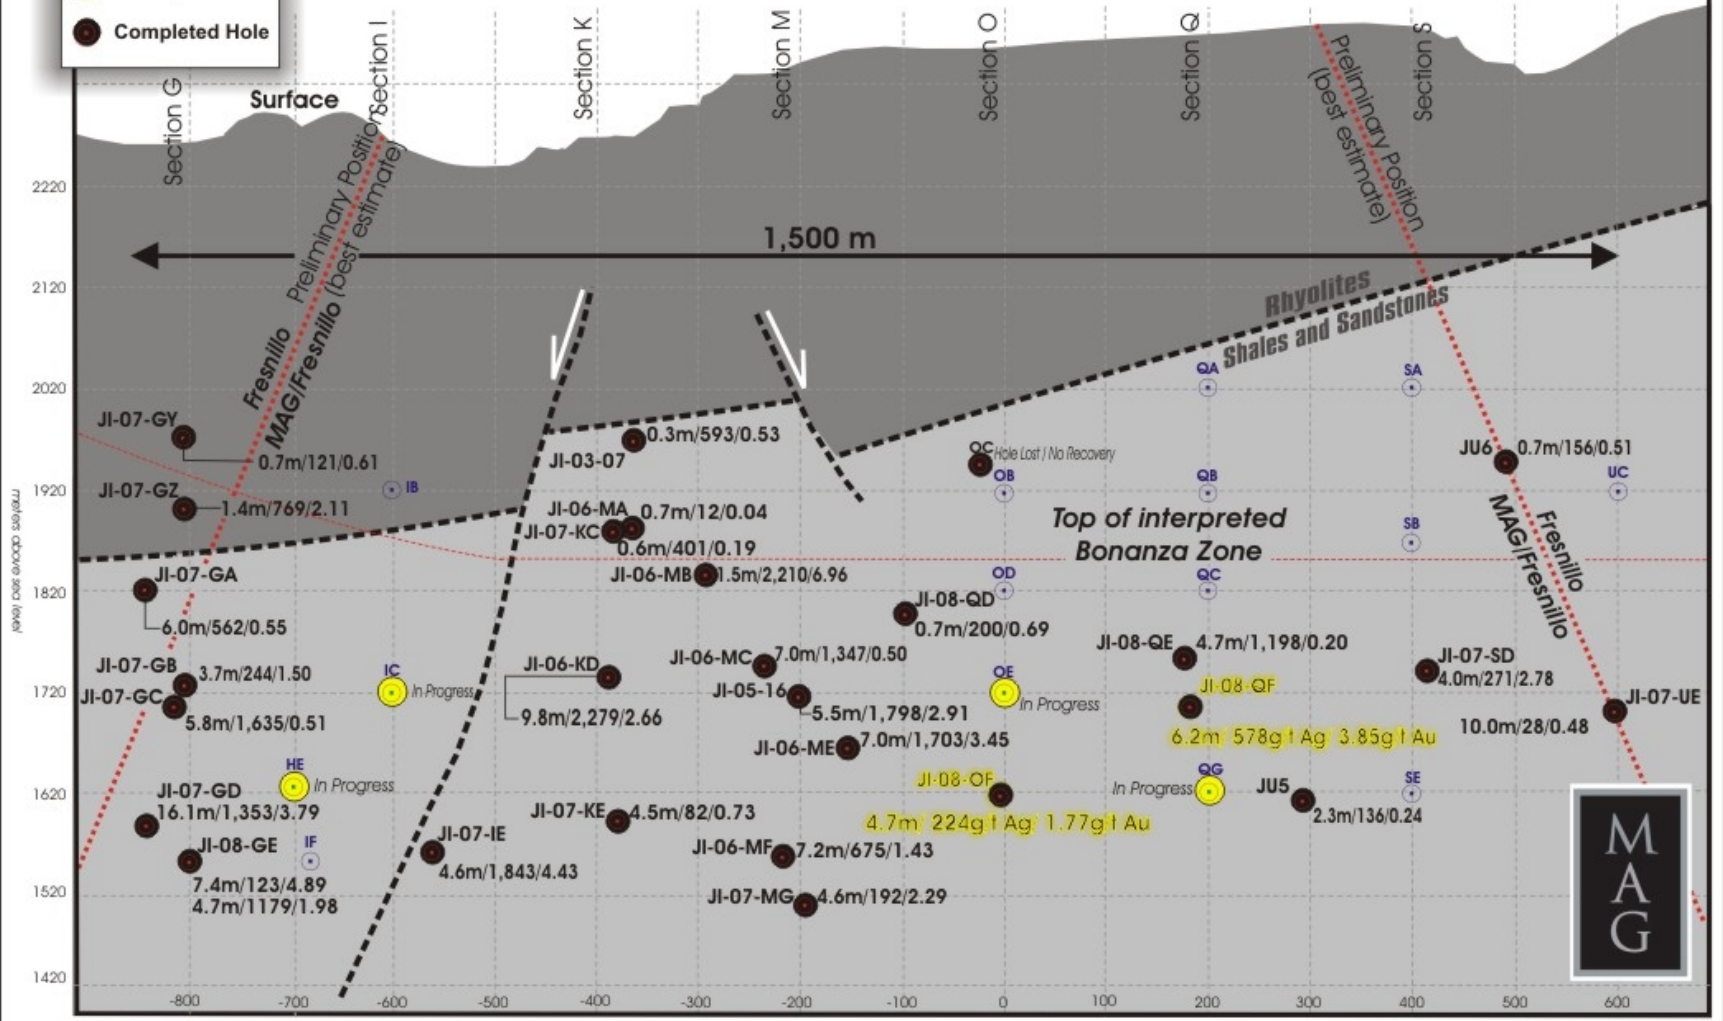 Completed Hole
Surface
Section G
Section I
Section K
Section M
Section O
Section Q
Section S
Preliminary Position
(best estimate)
Preliminary Position
(best estimate)
Fresnillo
MAG/Fresnillo
1,500 m
Rhyolites
Shales and Sandstones
2220
2120
2020
1920
1820
1720
1620
1520
1420
meters above sea level
JI-07-GY
0.7m/121/0.61
JI-07-GZ
1.4m/769/2.11
IB
JI-03-07
0.3m/593/0.53
JI-06-MA
0.7m/12/0.04
JI-07-KC
0.6m/401/0.19
JI-06-MB
1.5m/2,210/6.96
OC
Hole Lost / No Recovery
OB
QA
SA
QB
JU6
0.7m/156/0.51
UC
SB
Top of interpreted
Bonanza Zone
Fresnillo
MAG/Fresnillo
JI-07-GA
6.0m/562/0.55
OD
QC
JI-08-QD
0.7m/200/0.69
JI-07-GB
3.7m/244/1.50
JI-07-GC
5.8m/1,635/0.51
IC
In Progress
JI-06-KD
9.8m/2,279/2.66
JI-06-MC
7.0m/1,347/0.50
JI-05-16
5.5m/1,798/2.91
JI-06-ME
7.0m/1,703/3.45
OE
In Progress
JI-08-QE
4.7m/1,198/0.20
JI-08-QF
6.2m/ 578g/t Ag/ 3.85g/t Au
JI-07-SD
4.0m/271/2.78
JI-07-UE
10.0m/28/0.48
HE
In Progress
JI-07-GD
16.1m/1,353/3.79
JI-08-GE
7.4m/123/4.89
4.7m/1179/1.98
IF
JI-07-IE
4.6m/1,843/4.43
JI-07-KE
4.5m/82/0.73
JI-06-MF
7.2m/675/1.43
JI-07-MG
4.6m/192/2.29
JI-08-OF
4.7m/ 224g/t Ag/ 1.77g/t Au
QG
In Progress
JU5
2.3m/136/0.24
SE
MAG
-800
-700
-600
-500
-400
-300
-200
-100
0
100
200
300
400
500
600